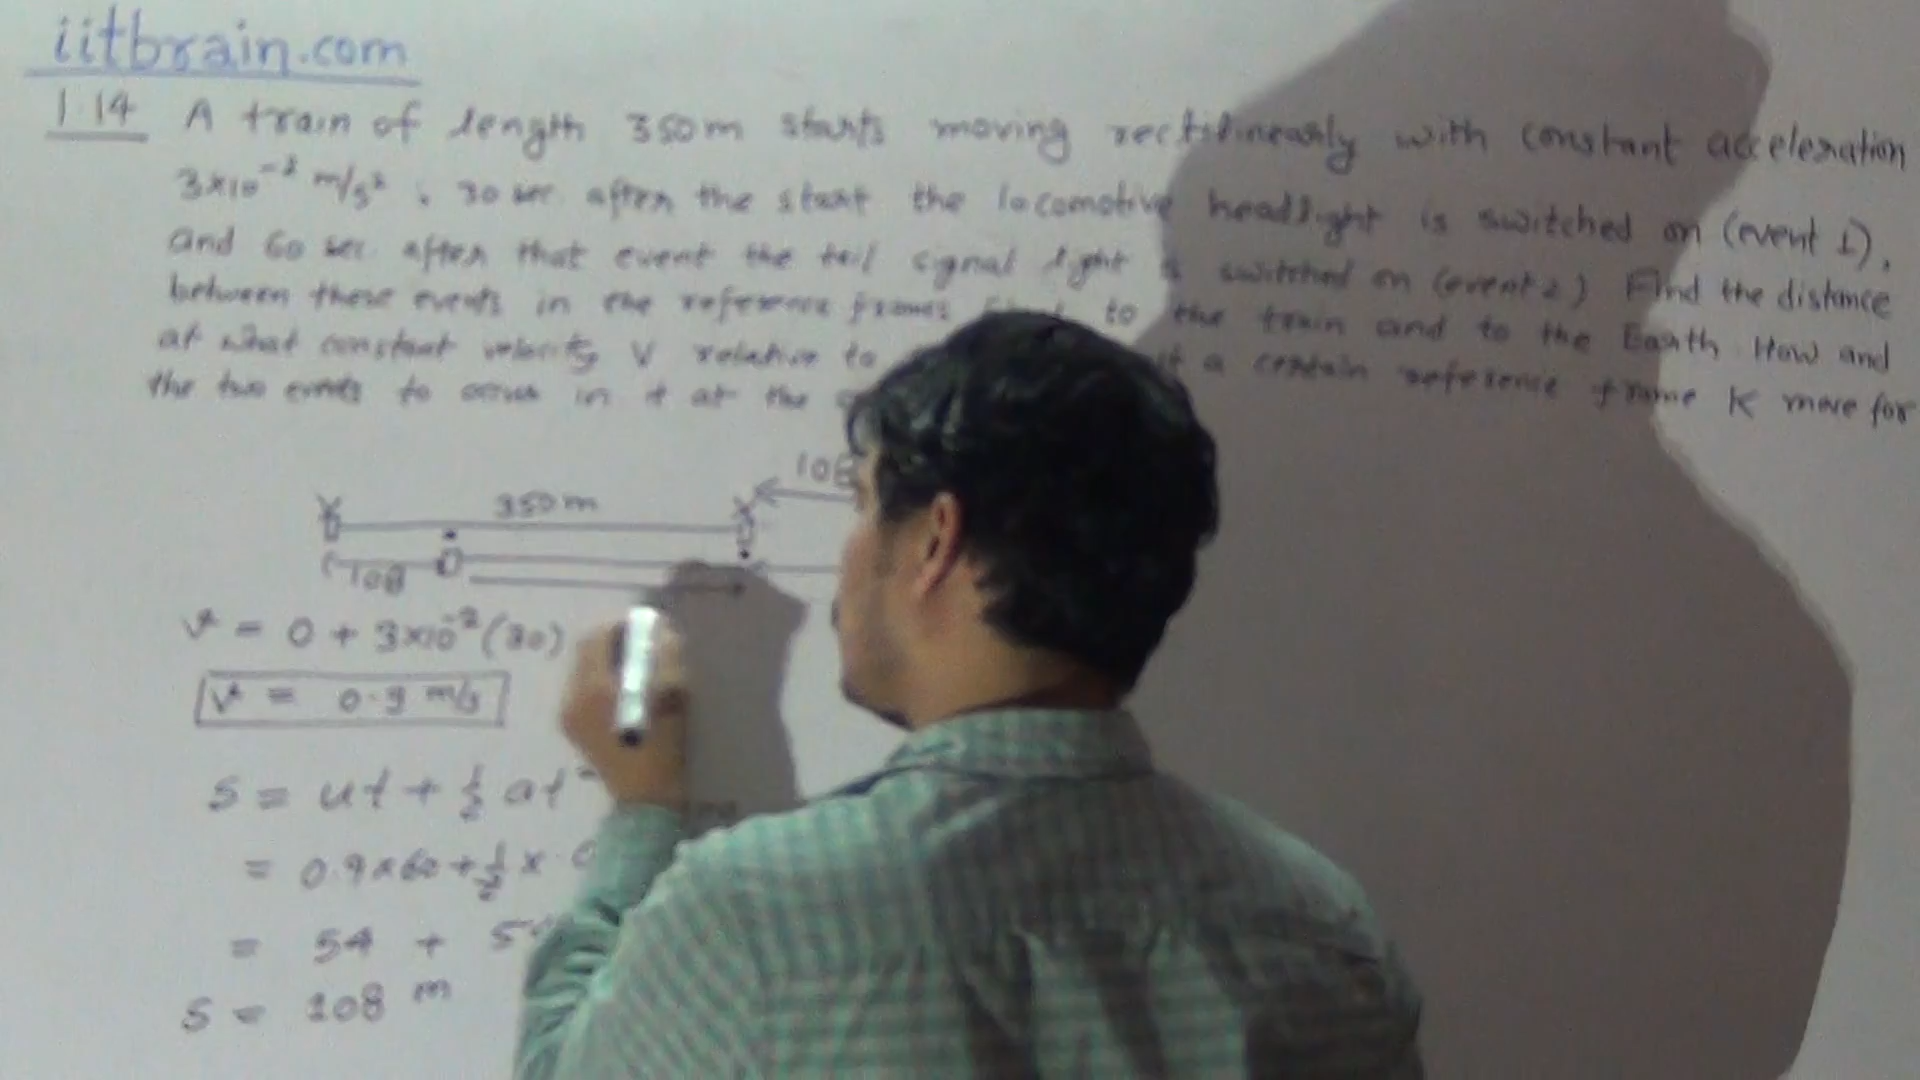 iitbrain.com
1.14 A train of length 350m starts moving rectilinearly with constant acceleration
3×10⁻² m/s², 30 sec after the start the locomotive headlight is switched on (event 1),
and 60 sec after that event the tail signal light switched on (event 2) Find the distance
between these events in the reference frames to the train and to the Earth. How and
at what constant velocity V relative to a certain reference frame K move for
the two events to occur in it at the
350m
108
108
v = 0 + 3×10⁻²(30)
v = 0.9 m/s
s = ut + ½ at
= 0.9×60 + ½ ×
= 54 +
s = 108 m